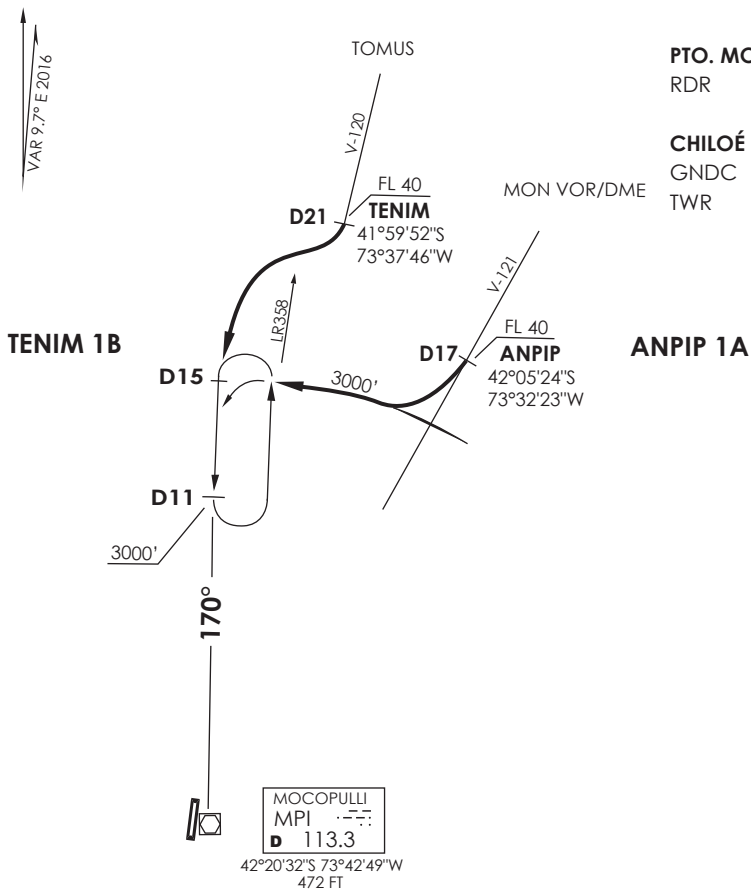 VAR 9.7° E 2016
TOMUS
V-120
FL 40
D21
TENIM
41°59'52"S
73°37'46"W
LR358
TENIM 1B
PTO. MO
RDR
CHILOÉ
GNDC
TWR
MON VOR/DME
V-121
FL 40
D17
ANPIP
42°05'24"S
73°32'23"W
ANPIP 1A
3000'
D15
D11
3000'
170°
MOCOPULLI
MPI
D 113.3
42°20'32"S 73°42'49"W
472 FT